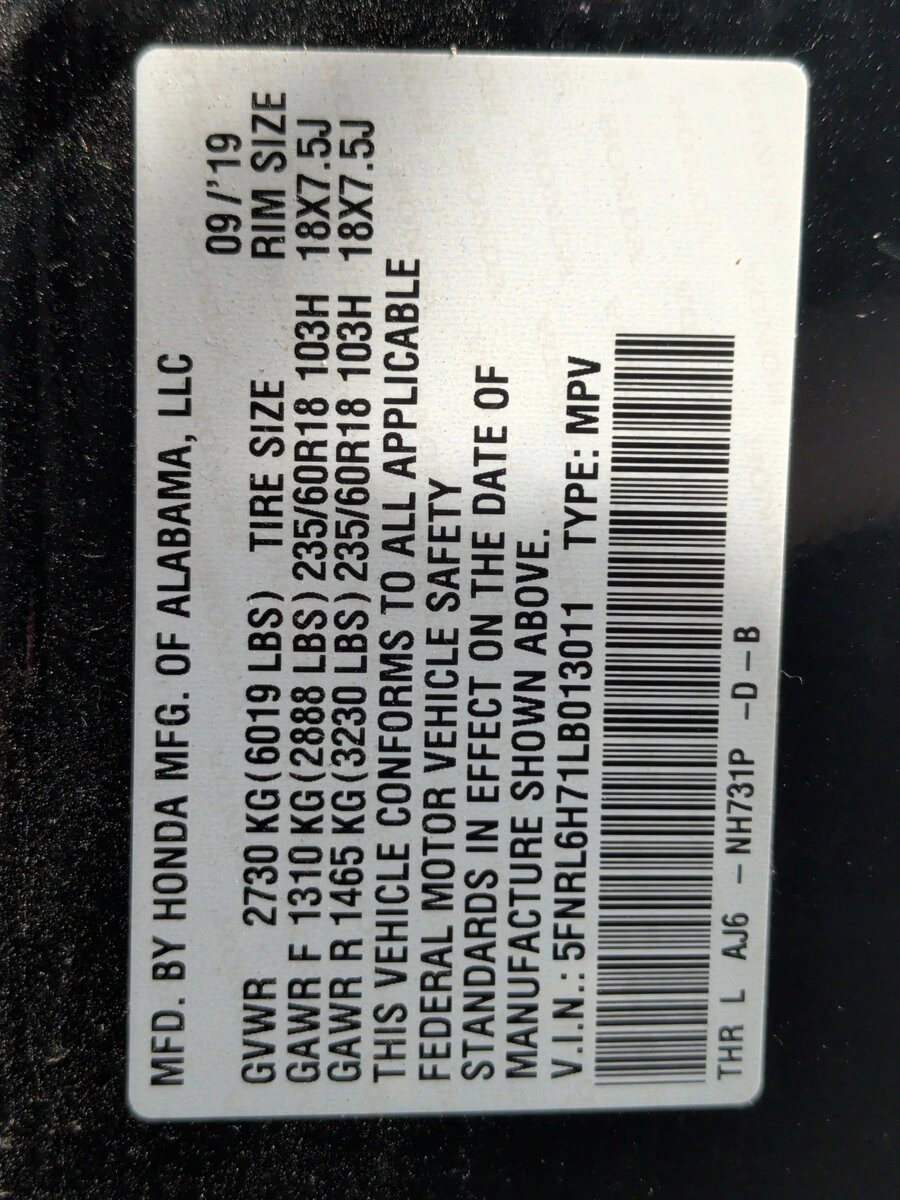 MFD. BY HONDA MFG. OF ALABAMA, LLC
09/'19
GVWR 2730 KG(6019 LBS) TIRE SIZE RIM SIZE
GAWR F 1310 KG(2888 LBS) 235/60R18 103H 18X7.5J
GAWR R 1465 KG(3230 LBS) 235/60R18 103H 18X7.5J
THIS VEHICLE CONFORMS TO ALL APPLICABLE
FEDERAL MOTOR VEHICLE SAFETY
STANDARDS IN EFFECT ON THE DATE OF
MANUFACTURE SHOWN ABOVE.
V.I.N.: 5FNRL6H71LB013011 TYPE: MPV
THR L AJ6 - NH731P -D-B